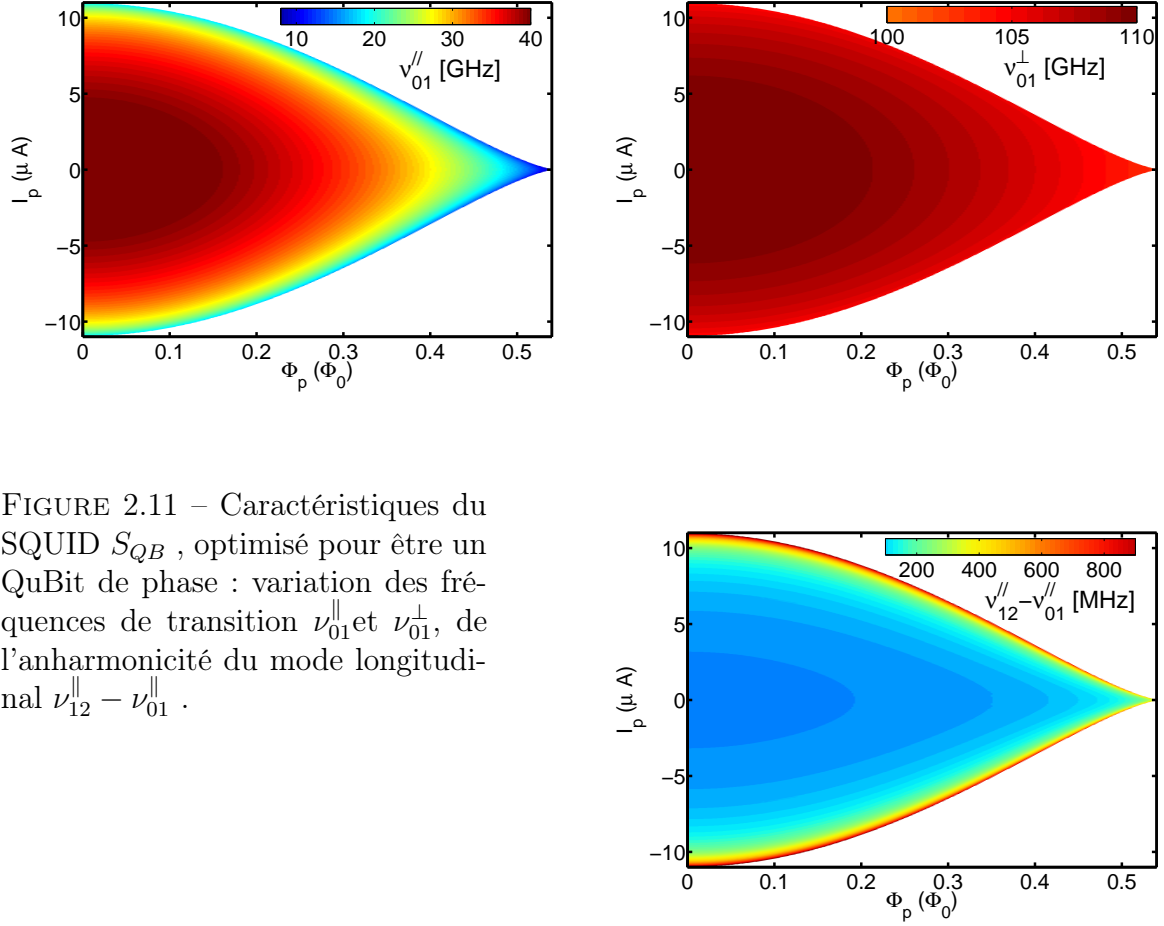 10 20 30 40
ν01// [GHz]
10
5
0
−5
−10
Ip (μ A)
0 0.1 0.2 0.3 0.4 0.5
Φp (Φ0)
100 105 110
ν01⊥ [GHz]
10
5
0
−5
−10
Ip (μ A)
0 0.1 0.2 0.3 0.4 0.5
Φp (Φ0)
FIGURE 2.11 – Caractéristiques du
SQUID SQB , optimisé pour être un
QuBit de phase : variation des fré-
quences de transition ν01∥et ν01⊥, de
l'anharmonicité du mode longitudi-
nal ν12∥ − ν01∥ .
200 400 600 800
ν12//−ν01// [MHz]
10
5
0
−5
−10
Ip (μ A)
0 0.1 0.2 0.3 0.4 0.5
Φp (Φ0)